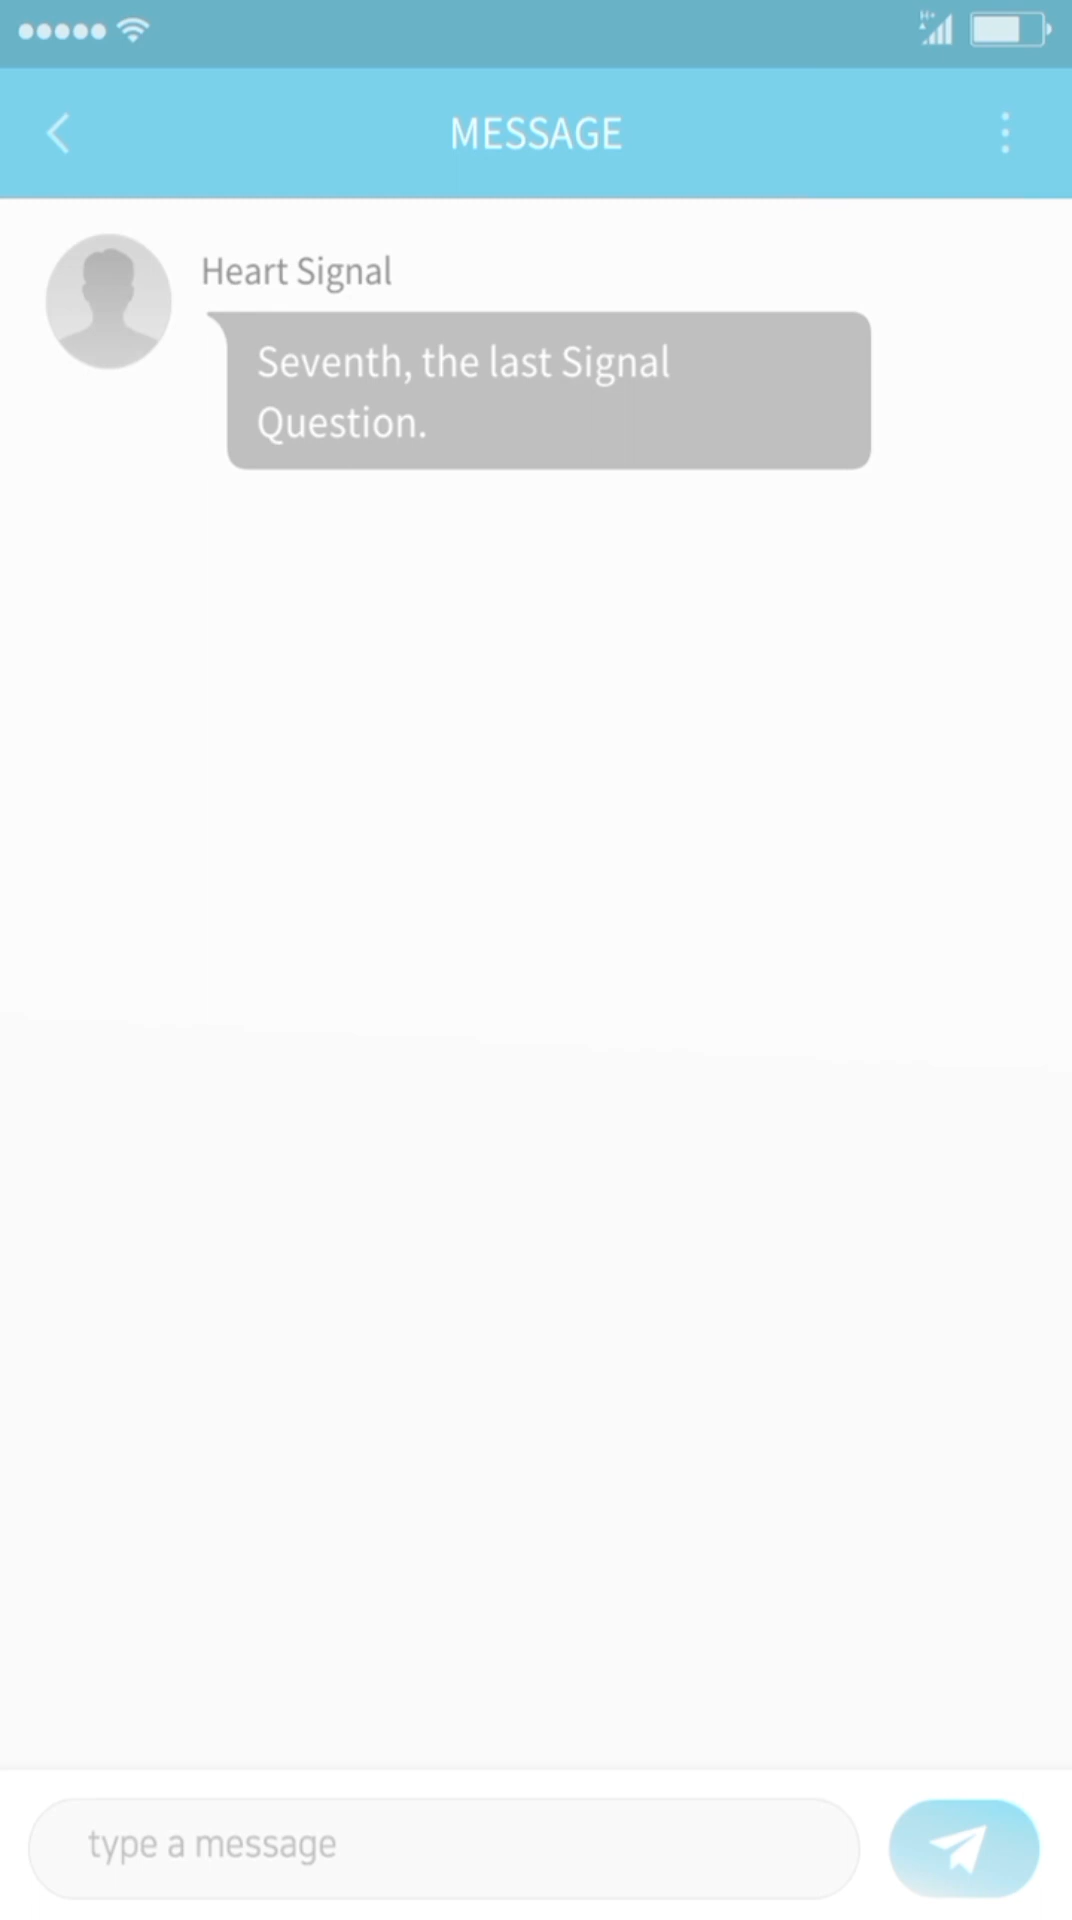 MESSAGE
Heart Signal
Seventh, the last Signal
Question.
type a message